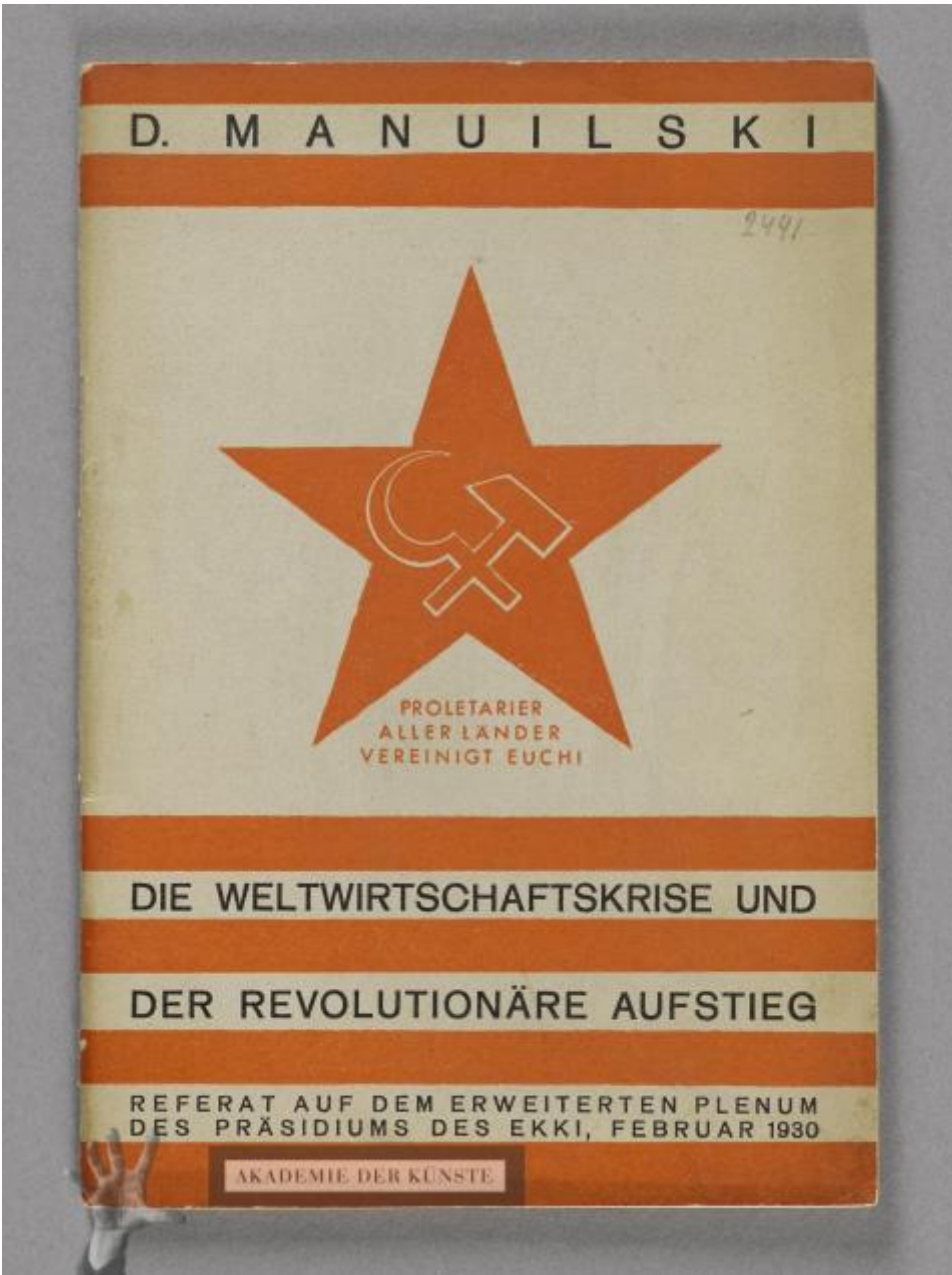 D. MANUILSKI
2441
PROLETARIER
ALLER LÄNDER
VEREINIGT EUCH!
DIE WELTWIRTSCHAFTSKRISE UND
DER REVOLUTIONÄRE AUFSTIEG
REFERAT AUF DEM ERWEITERTEN PLENUM
DES PRÄSIDIUMS DES EKKI, FEBRUAR 1930
AKADEMIE DER KÜNSTE